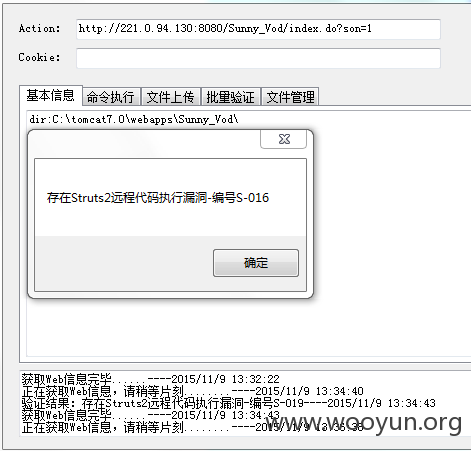 Action: http://221.0.94.130:8080/Sunny_Vod/index.do?son=1
Cookie:
基本信息 命令执行 文件上传 批量验证 文件管理
dir:C:\tomcat7.0\webapps\Sunny_Vod\
存在Struts2远程代码执行漏洞-编号S-016
确定
获取Web信息完毕......----2015/11/9 13:32:22
正在获取Web信息，请稍等片刻........----2015/11/9 13:34:40
验证结果：存在Struts2远程代码执行漏洞-编号S-019----2015/11/9 13:34:43
获取Web信息完毕......----2015/11/9 13:34:43
正在获取Web信息，请稍等片刻........----2015/11/9
www.wooyun.org